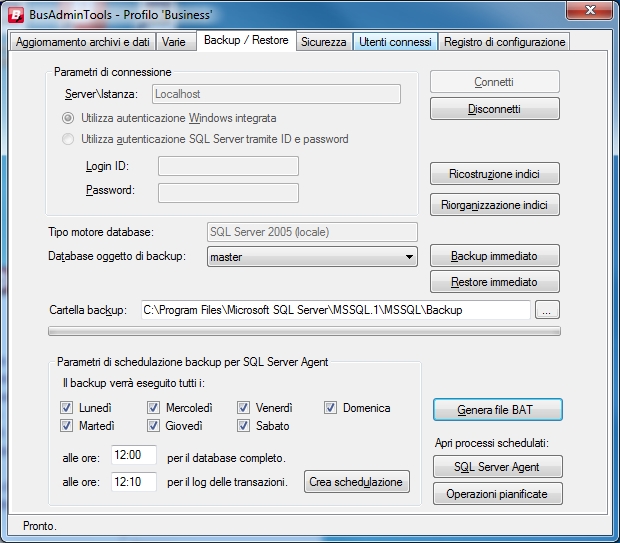 BusAdminTools - Profilo 'Business'
Aggiornamento archivi e dati
Varie
Backup / Restore
Sicurezza
Utenti connessi
Registro di configurazione
Parametri di connessione
Server\Istanza:
Localhost
Connetti
Disconnetti
Utilizza autenticazione Windows integrata
Utilizza autenticazione SQL Server tramite ID e password
Login ID:
Password:
Ricostruzione indici
Riorganizzazione indici
Tipo motore database:
SQL Server 2005 (locale)
Database oggetto di backup:
master
Backup immediato
Restore immediato
Cartella backup:
C:\Program Files\Microsoft SQL Server\MSSQL.1\MSSQL\Backup
...
Parametri di schedulazione backup per SQL Server Agent
Il backup verrà eseguito tutti i:
Lunedì
Mercoledì
Venerdì
Domenica
Martedì
Giovedì
Sabato
alle ore:
12:00
per il database completo.
alle ore:
12:10
per il log delle transazioni.
Crea schedulazione
Genera file BAT
Apri processi schedulati:
SQL Server Agent
Operazioni pianificate
Pronto.